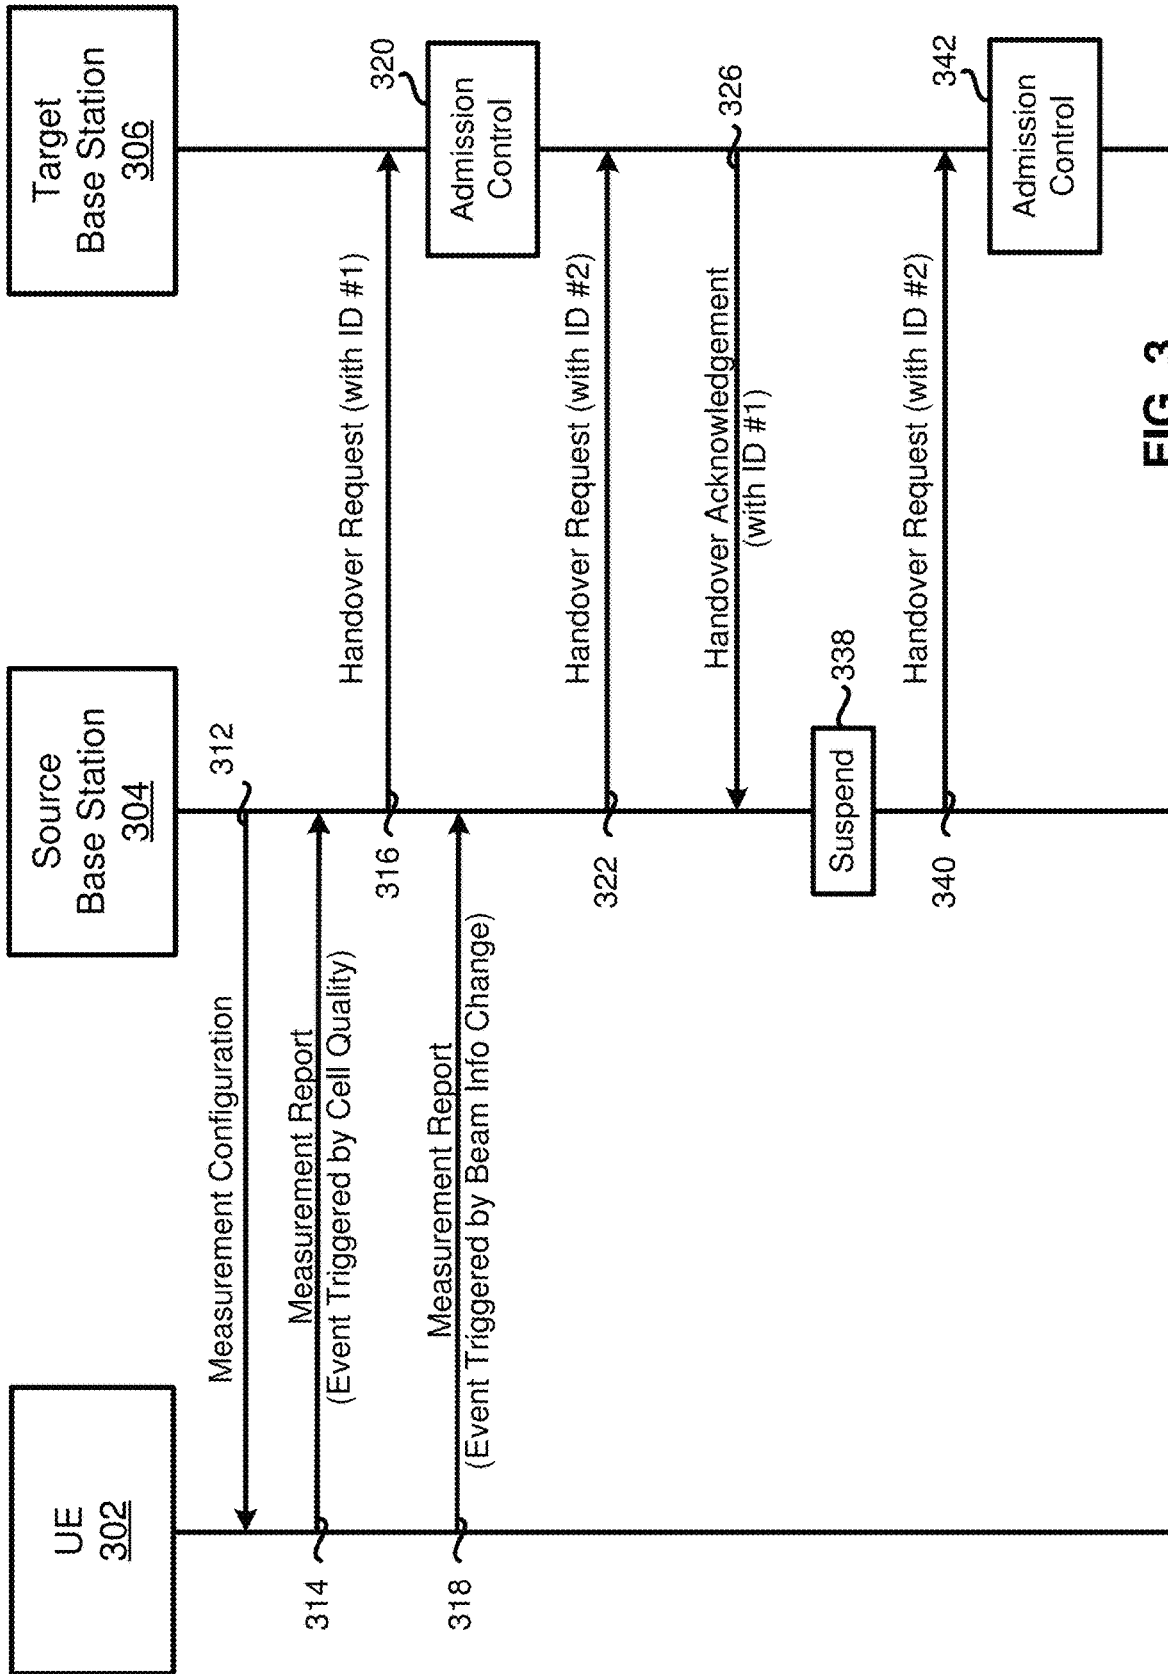 UE
302
Source
Base Station
304
Target
Base Station
306
312
Measurement Configuration
314
Measurement Report
(Event Triggered by Cell Quality)
316
Handover Request (with ID #1)
318
Measurement Report
(Event Triggered by Beam Info Change)
320
Admission
Control
322
Handover Request (with ID #2)
326
Handover Acknowledgement
(with ID #1)
338
Suspend
340
Handover Request (with ID #2)
342
Admission
Control
FIG. 3